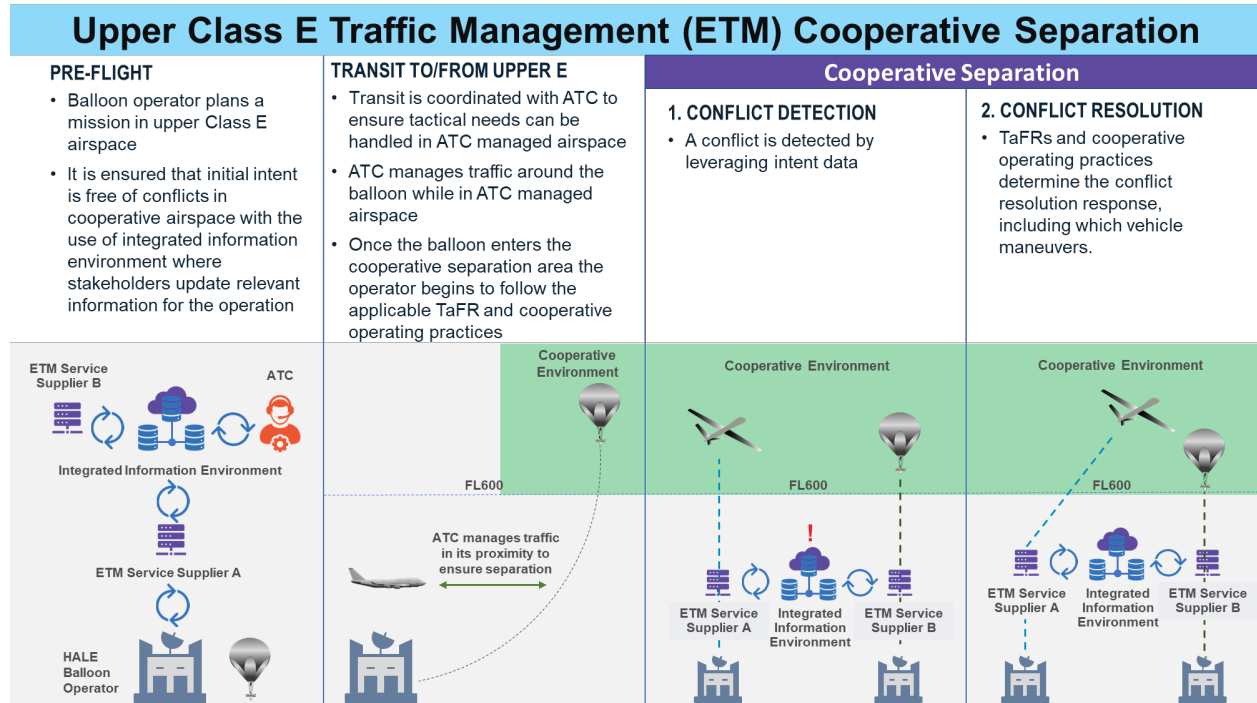 Upper Class E Traffic Management (ETM) Cooperative Separation
PRE-FLIGHT
• Balloon operator plans a
mission in upper Class E
airspace
• It is ensured that initial intent
is free of conflicts in
cooperative airspace with the
use of integrated information
environment where
stakeholders update relevant
information for the operation
TRANSIT TO/FROM UPPER E
• Transit is coordinated with ATC to
ensure tactical needs can be
handled in ATC managed airspace
• ATC manages traffic around the
balloon while in ATC managed
airspace
• Once the balloon enters the
cooperative separation area the
operator begins to follow the
applicable TaFR and cooperative
operating practices
Cooperative Separation
1. CONFLICT DETECTION
• A conflict is detected by
leveraging intent data
2. CONFLICT RESOLUTION
• TaFRs and cooperative
operating practices
determine the conflict
resolution response,
including which vehicle
maneuvers.
ETM Service
Supplier B
ATC
Integrated Information Environment
ETM Service Supplier A
HALE
Balloon
Operator
Cooperative
Environment
FL600
ATC manages traffic
in its proximity to
ensure separation
Cooperative Environment
FL600
!
ETM Service
Supplier A
Integrated
Information
Environment
ETM Service
Supplier B
Cooperative Environment
FL600
ETM Service
Supplier A
Integrated
Information
Environment
ETM Service
Supplier B